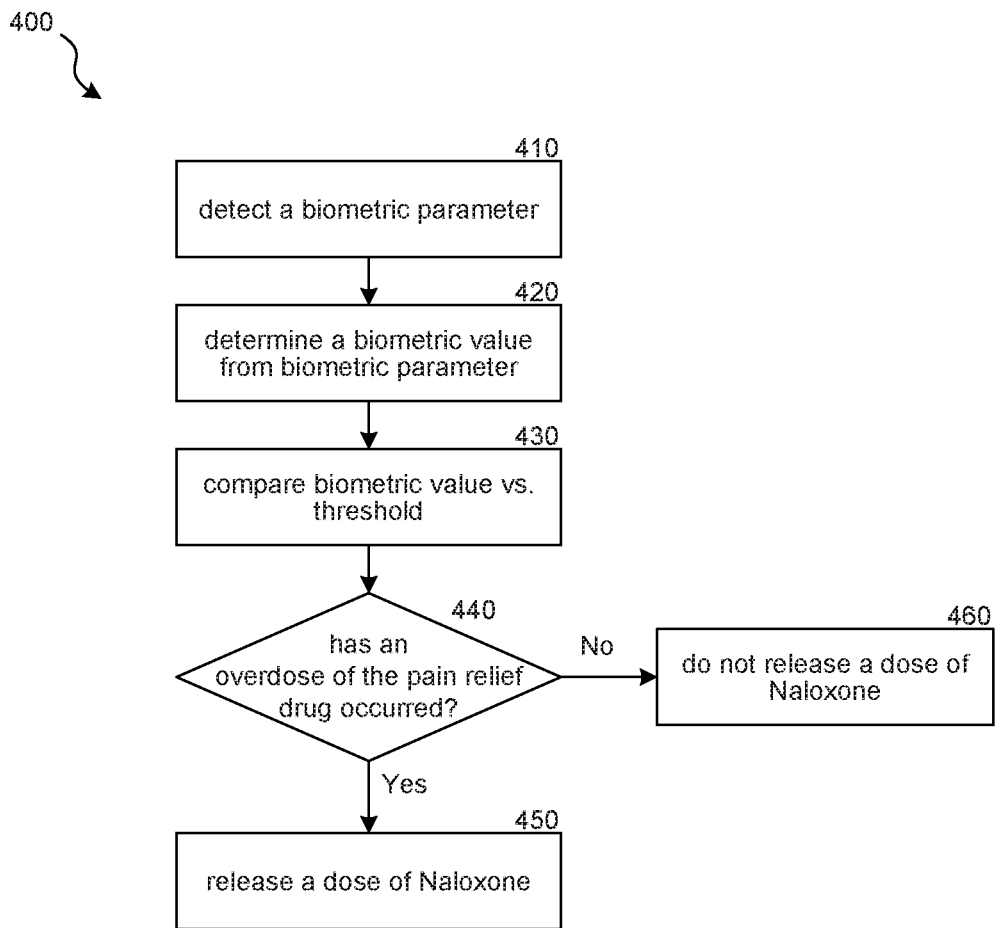 400
410
detect a biometric parameter
420
determine a biometric value
from biometric parameter
430
compare biometric value vs.
threshold
440
has an
overdose of the pain relief
drug occurred?
No
460
do not release a dose of
Naloxone
Yes
450
release a dose of Naloxone